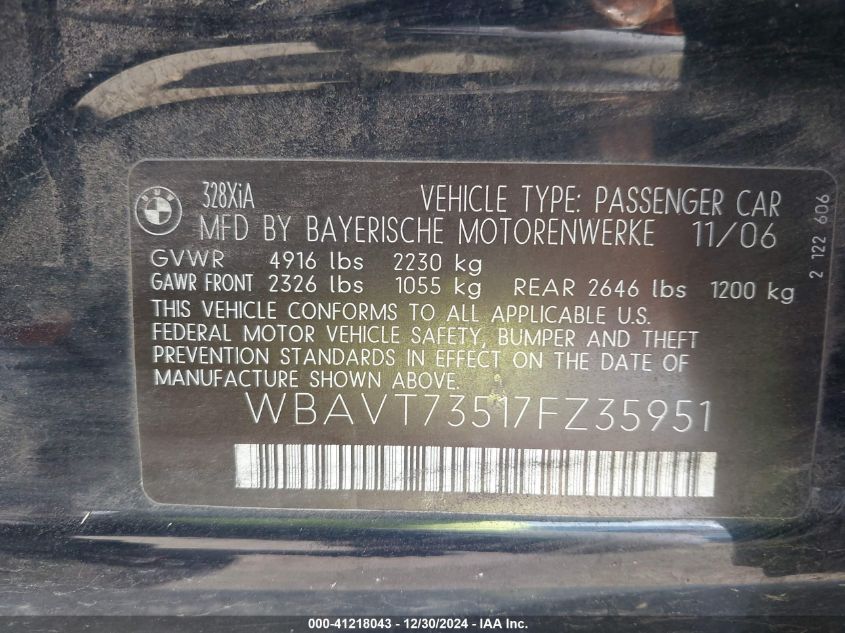 328XiA VEHICLE TYPE: PASSENGER CAR
MFD BY BAYERISCHE MOTORENWERKE 11/06
GVWR 4916 lbs 2230 kg
GAWR FRONT 2326 lbs 1055 kg REAR 2646 lbs 1200 kg
THIS VEHICLE CONFORMS TO ALL APPLICABLE U.S.
FEDERAL MOTOR VEHICLE SAFETY, BUMPER AND THEFT
PREVENTION STANDARDS IN EFFECT ON THE DATE OF
MANUFACTURE SHOWN ABOVE.
WBAVT73517FZ35951
2 122 606
000-41218043 - 12/30/2024 - IAA Inc.